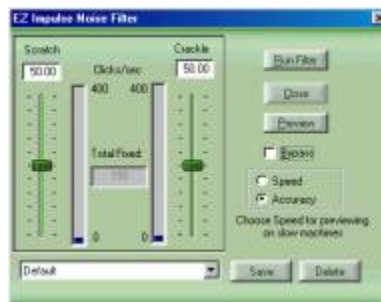 EZ Impulse Noise Filter
Scratch
Crackle
50.00
Clicks/sec
50.00
400 400
Total Fixed
0 0
Run Filter
Close
Preview
Bypass
Speed
Accuracy
Choose Speed for previewing
on slow machines
Default
Save
Delete